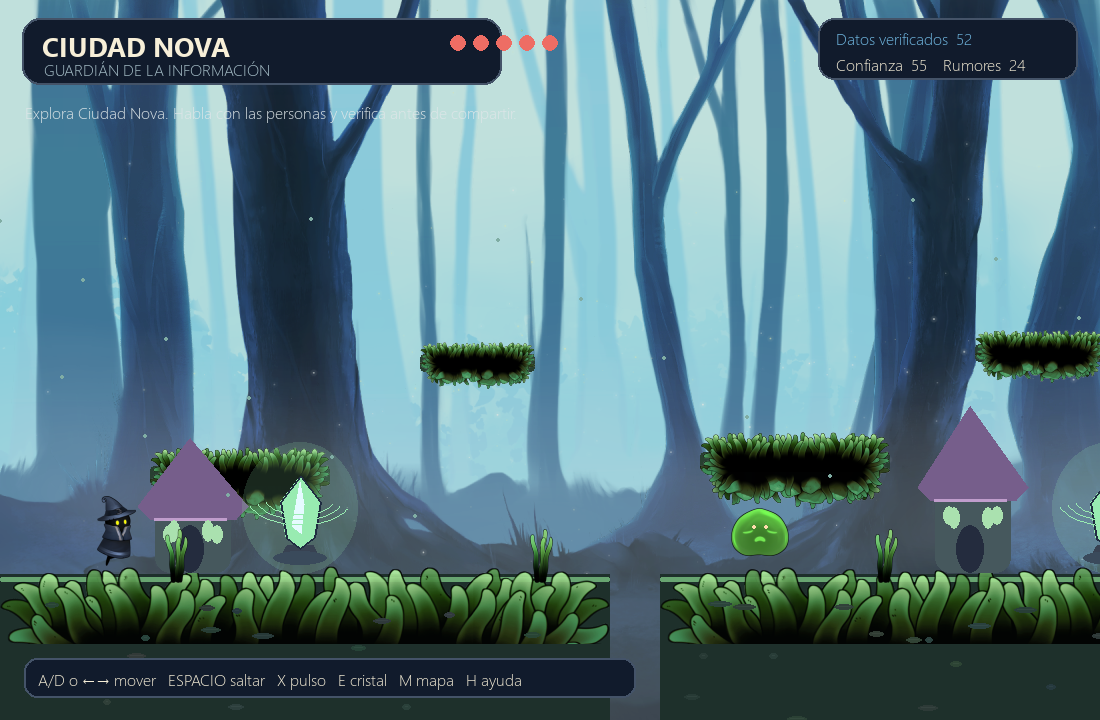 CIUDAD NOVA
GUARDIÁN DE LA INFORMACIÓN
Datos verificados 52
Confianza 55 Rumores 24
Explora Ciudad Nova. Habla con las personas y verifica antes de compartir.
A/D o ←→ mover ESPACIO saltar X pulso E cristal M mapa H ayuda